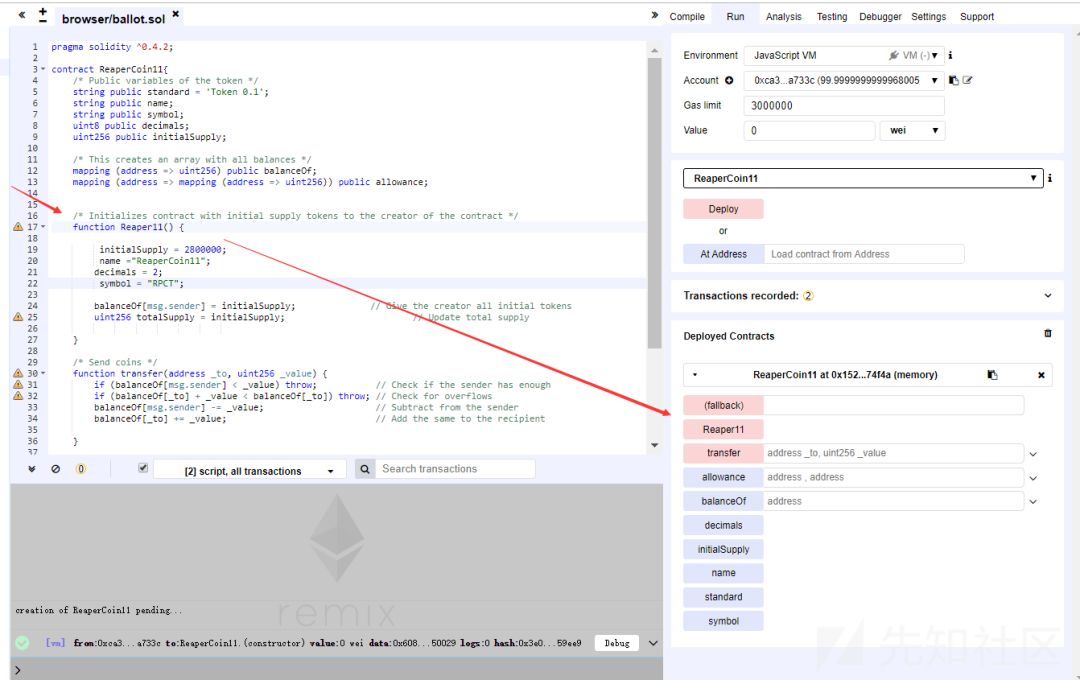 browser/ballot.sol
Compile Run Analysis Testing Debugger Settings Support
1 pragma solidity ^0.4.2;
2
3 contract ReaperCoin11{
4 /* Public variables of the token */
5 string public standard = 'Token 0.1';
6 string public name;
7 string public symbol;
8 uint8 public decimals;
9 uint256 public initialSupply;
10
11 /* This creates an array with all balances */
12 mapping (address => uint256) public balanceOf;
13 mapping (address => mapping (address => uint256)) public allowance;
14
15
16 /* Initializes contract with initial supply tokens to the creator of the contract */
17 function Reaper11() {
18
19 initialSupply = 2800000;
20 name ="ReaperCoin11";
21 decimals = 2;
22 symbol = "RPCT";
23
24 balanceOf[msg.sender] = initialSupply; // Give the creator all initial tokens
25 uint256 totalSupply = initialSupply; // Update total supply
26
27 }
28
29 /* Send coins */
30 function transfer(address _to, uint256 _value) {
31 if (balanceOf[msg.sender] < _value) throw; // Check if the sender has enough
32 if (balanceOf[_to] + _value < balanceOf[_to]) throw; // Check for overflows
33 balanceOf[msg.sender] -= _value; // Subtract from the sender
34 balanceOf[_to] += _value; // Add the same to the recipient
35
36 }
37
0 [2] script, all transactions Search transactions
remix
creation of ReaperCoin11 pending...
[vm] from:0xca3...a733c to:ReaperCoin11.(constructor) value:0 wei data:0x608...50029 logs:0 hash:0x3e0...59ee9 Debug
>
Environment JavaScript VM VM (-) i
Account 0xca3...a733c (99.9999999999968005
Gas limit 3000000
Value 0 wei
ReaperCoin11 i
Deploy
or
At Address Load contract from Address
Transactions recorded: 2
Deployed Contracts
ReaperCoin11 at 0x152...74f4a (memory)
(fallback)
Reaper11
transfer address _to, uint256 _value
allowance address , address
balanceOf address
decimals
initialSupply
name
standard
symbol
先知社区